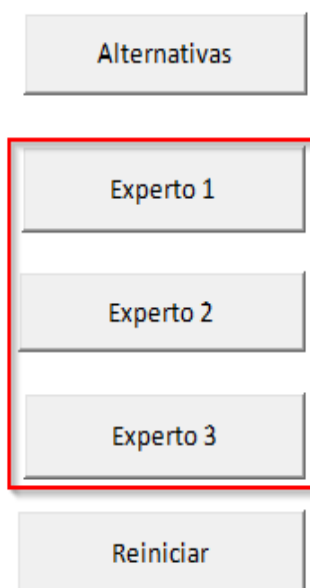 Alternativas
Experto 1
Experto 2
Experto 3
Reiniciar